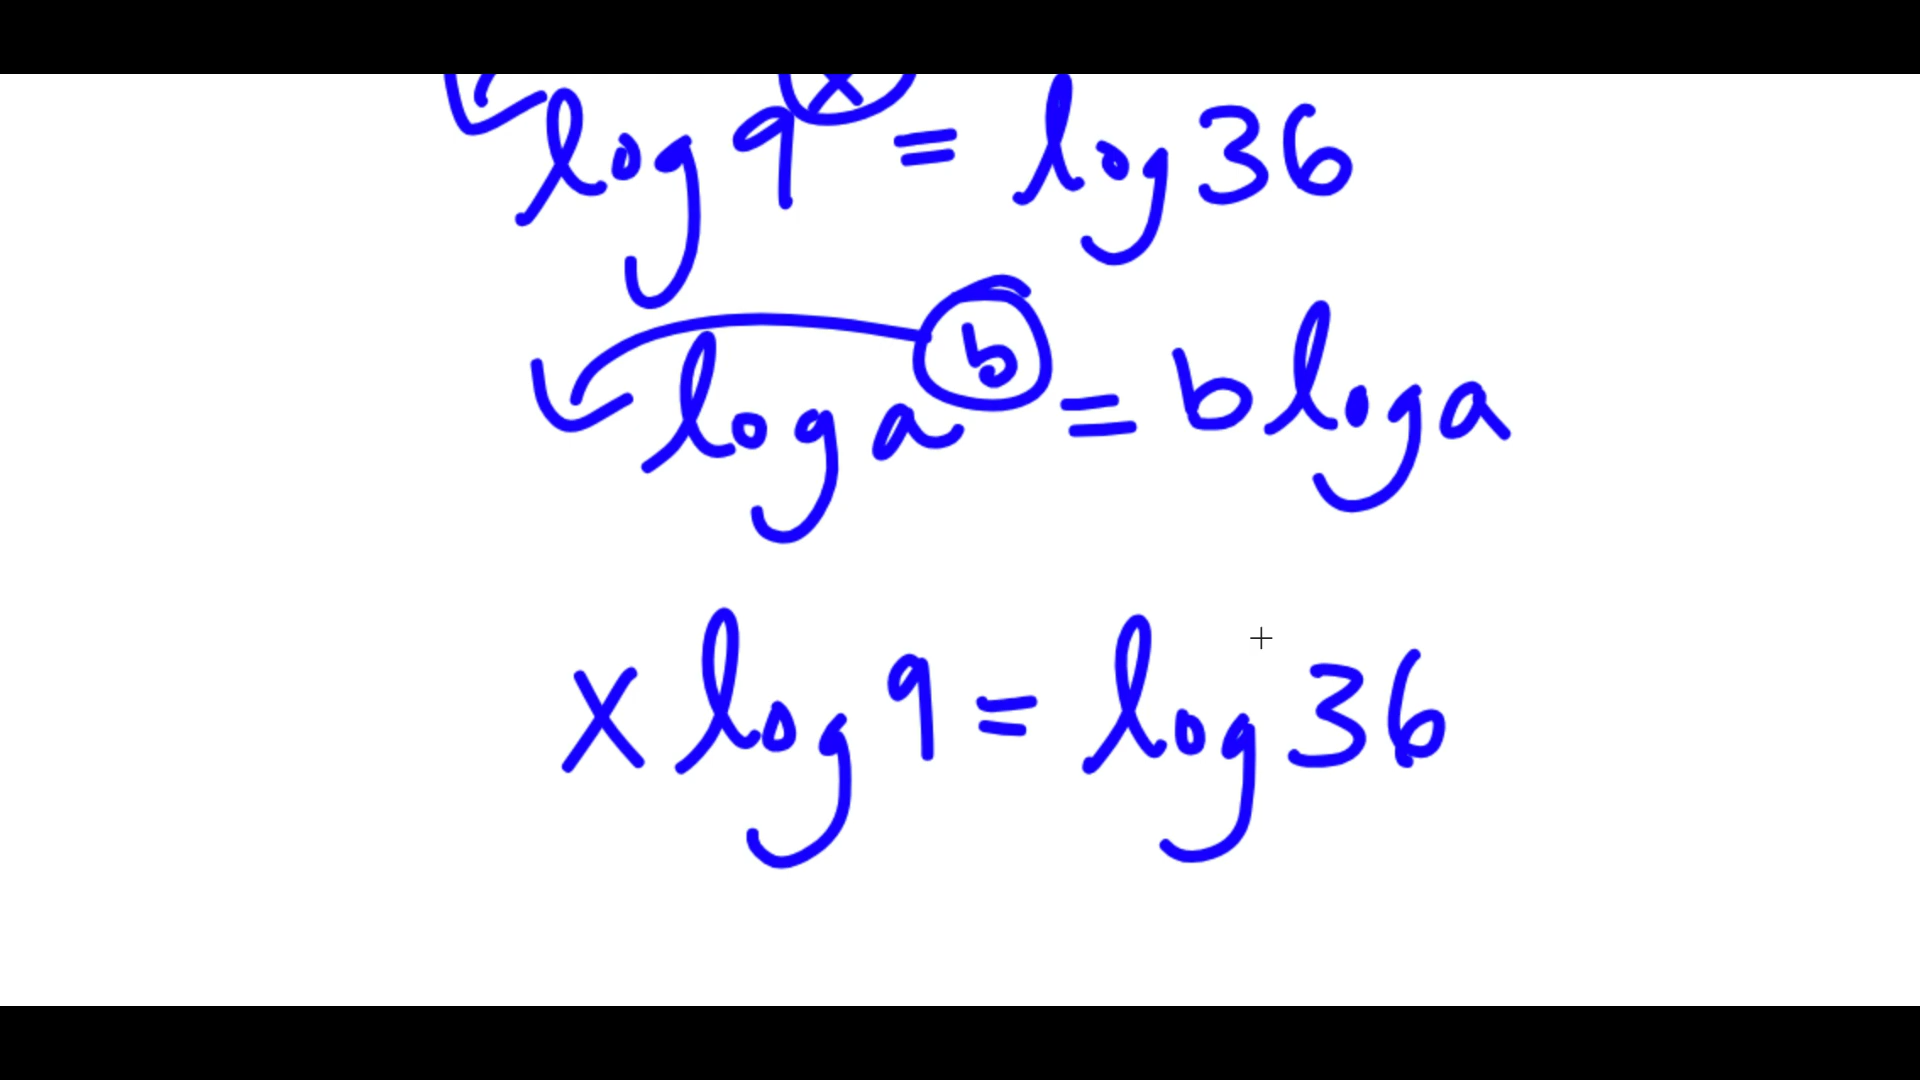 log 9^x = log 36
log a^b = b log a
x log 9 = log 36